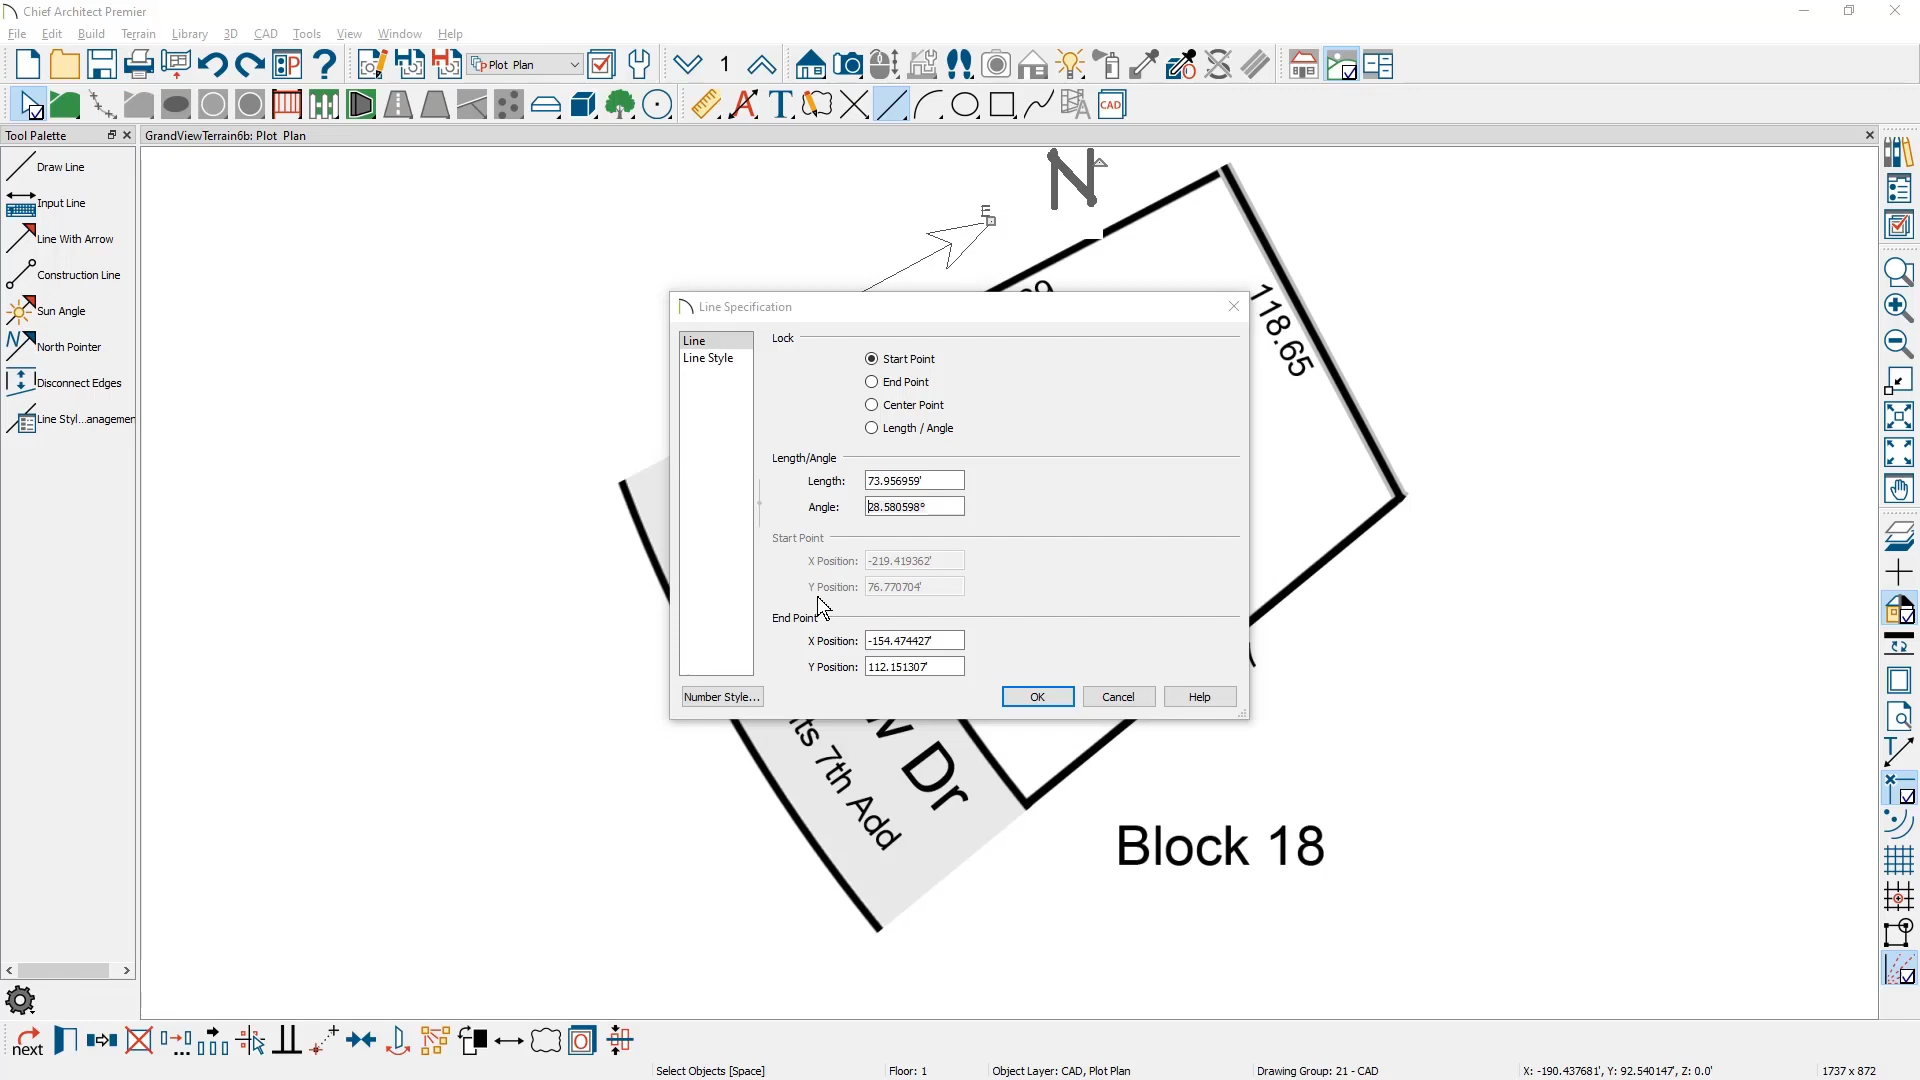 Chief Architect Premier
File Edit Build Terrain Library 3D CAD Tools View Window Help
Plot Plan
1
CAD
Tool Palette
GrandViewTerrain6b: Plot Plan
Draw Line
Input Line
Line With Arrow
Construction Line
Sun Angle
North Pointer
Disconnect Edges
Line Styl...anagemen
N
E
118.65
Line Specification
Line
Line Style
Lock
Start Point
End Point
Center Point
Length / Angle
Length/Angle
Length: 73.956959'
Angle: 28.580598°
Start Point
X Position: -219.419362'
Y Position: 76.770704'
End Point
X Position: -154.474427'
Y Position: 112.151307'
Number Style...
OK
Cancel
Help
w Dr
ts 7th Add
Block 18
next
Select Objects [Space]
Floor: 1
Object Layer: CAD, Plot Plan
Drawing Group: 21 - CAD
X: -190.437681', Y: 92.540147', Z: 0.0'
1737 x 872